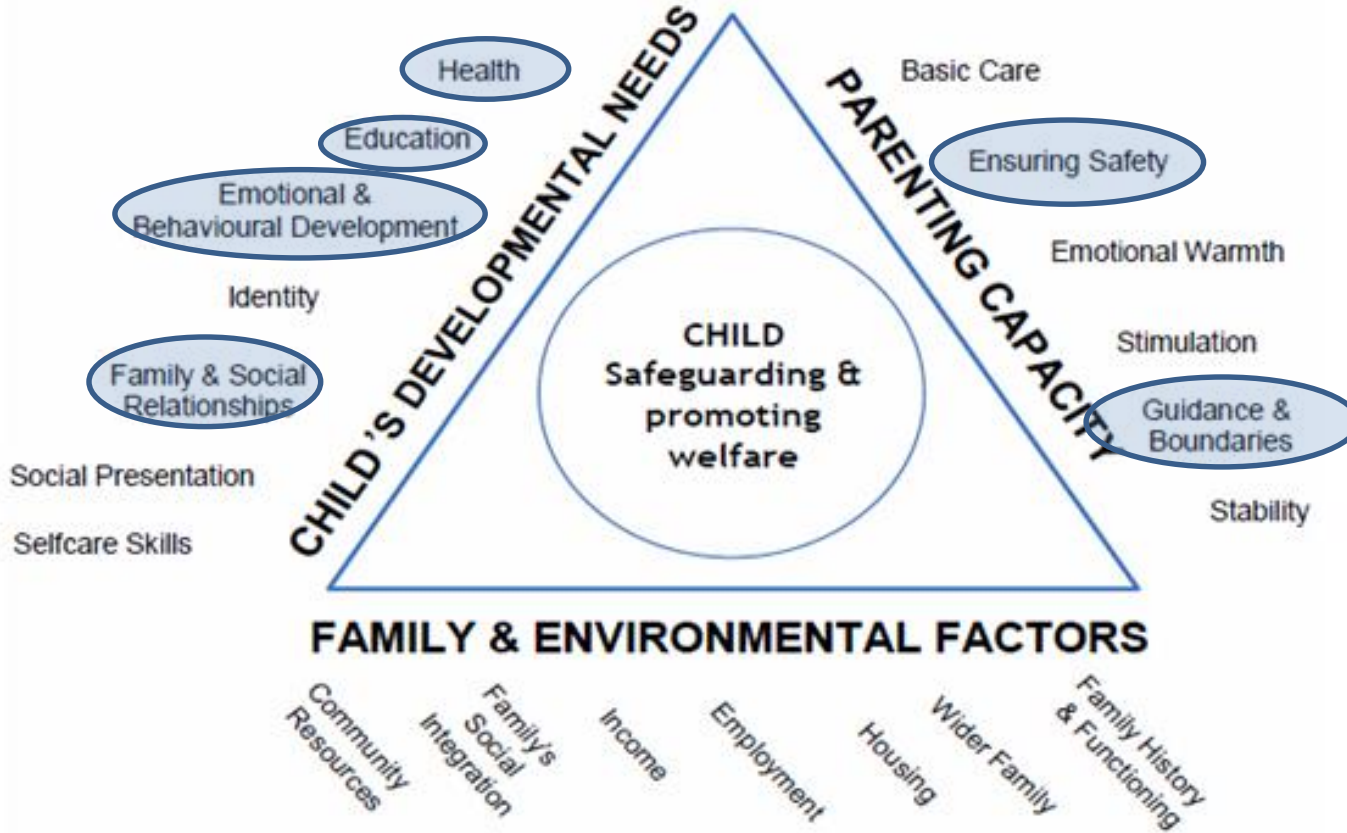 CHILD'S DEVELOPMENTAL NEEDS
Health
Education
Emotional &
Behavioural Development
Identity
Family & Social
Relationships
Social Presentation
Selfcare Skills
CHILD
Safeguarding &
promoting
welfare
PARENTING CAPACITY
Basic Care
Ensuring Safety
Emotional Warmth
Stimulation
Guidance &
Boundaries
Stability
FAMILY & ENVIRONMENTAL FACTORS
Community
Resources
Family's
Social
Integration
Income
Employment
Housing
Wider Family
Family History
& Functioning